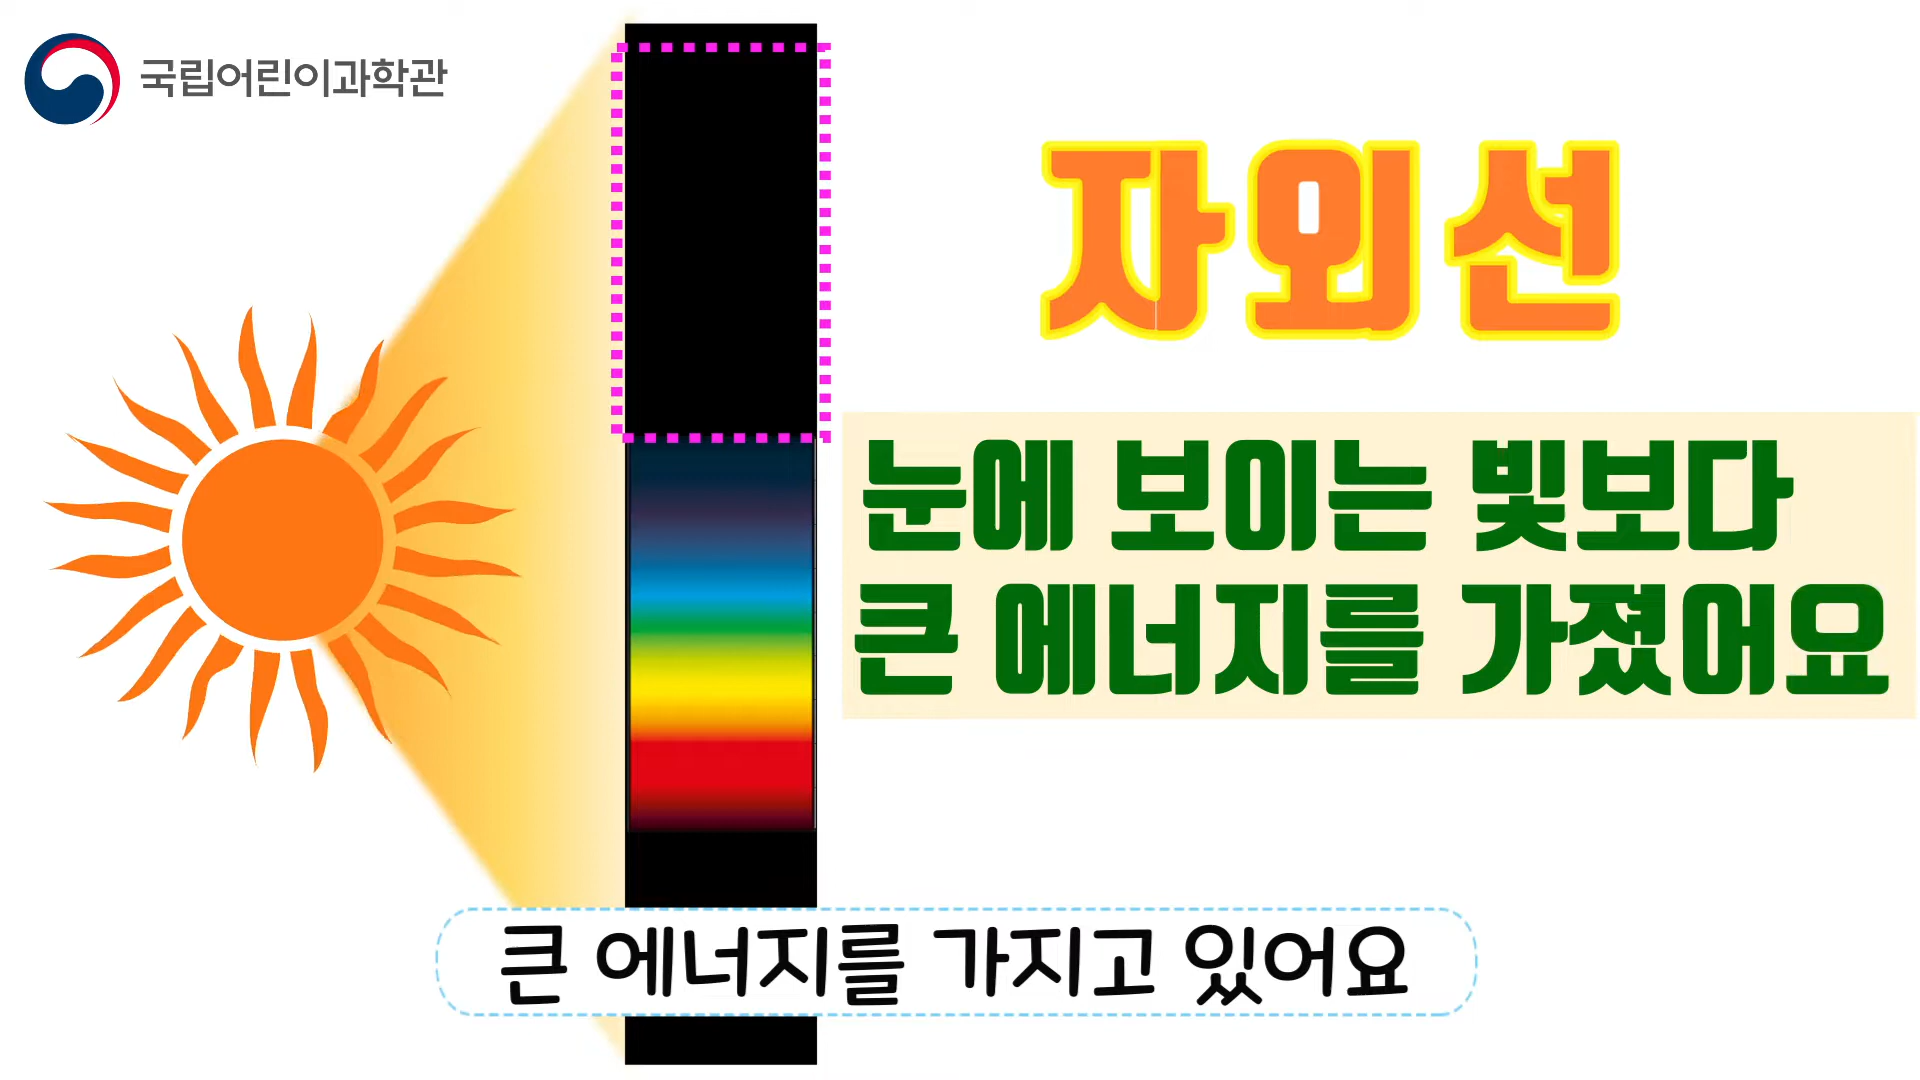 국립어린이과학관
자외선
눈에 보이는 빛보다
큰 에너지를 가졌어요
큰 에너지를 가지고 있어요